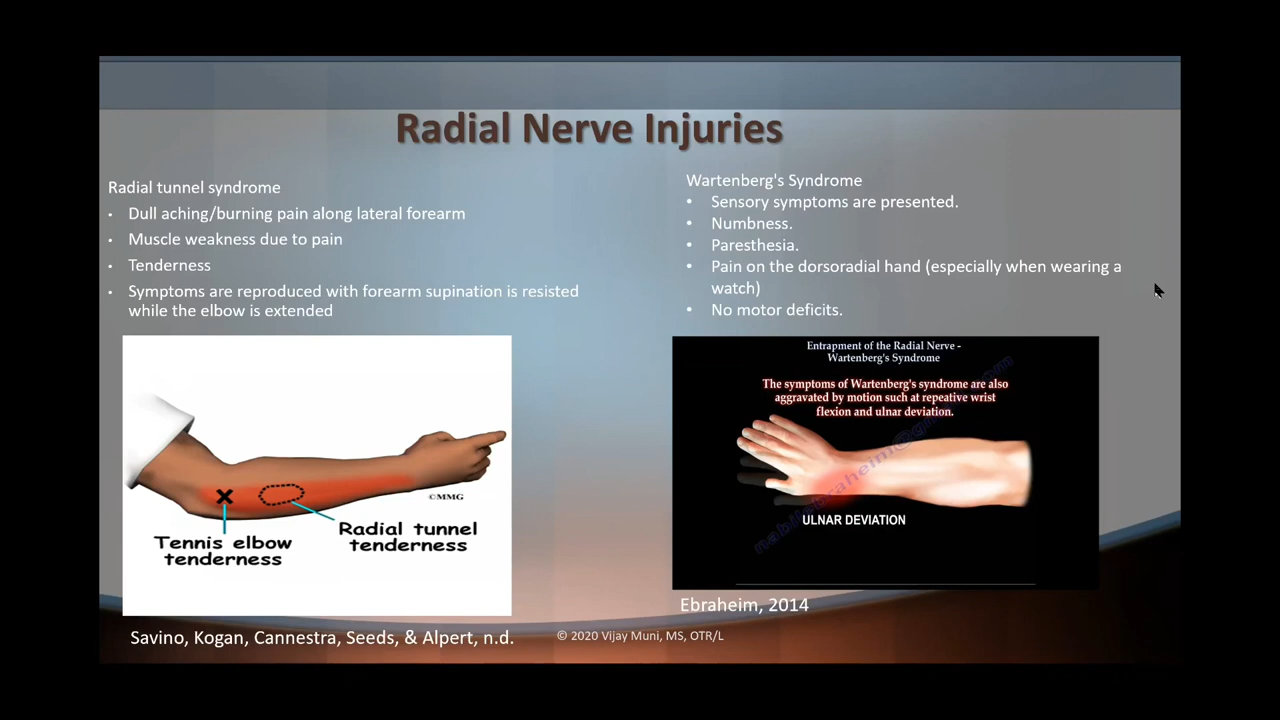 Radial Nerve Injuries
Radial tunnel syndrome
• Dull aching/burning pain along lateral forearm
• Muscle weakness due to pain
• Tenderness
• Symptoms are reproduced with forearm supination is resisted
while the elbow is extended
Tennis elbow
tenderness
Radial tunnel
tenderness
©MMG
Savino, Kogan, Cannestra, Seeds, & Alpert, n.d.
Wartenberg's Syndrome
• Sensory symptoms are presented.
• Numbness.
• Paresthesia.
• Pain on the dorsoradial hand (especially when wearing a
watch)
• No motor deficits.
Entrapment of the Radial Nerve -
Wartenberg's Syndrome
The symptoms of Wartenberg's syndrome are also
aggravated by motion such at repeative wrist
flexion and ulnar deviation.
ULNAR DEVIATION
Ebraheim, 2014
© 2020 Vijay Muni, MS, OTR/L